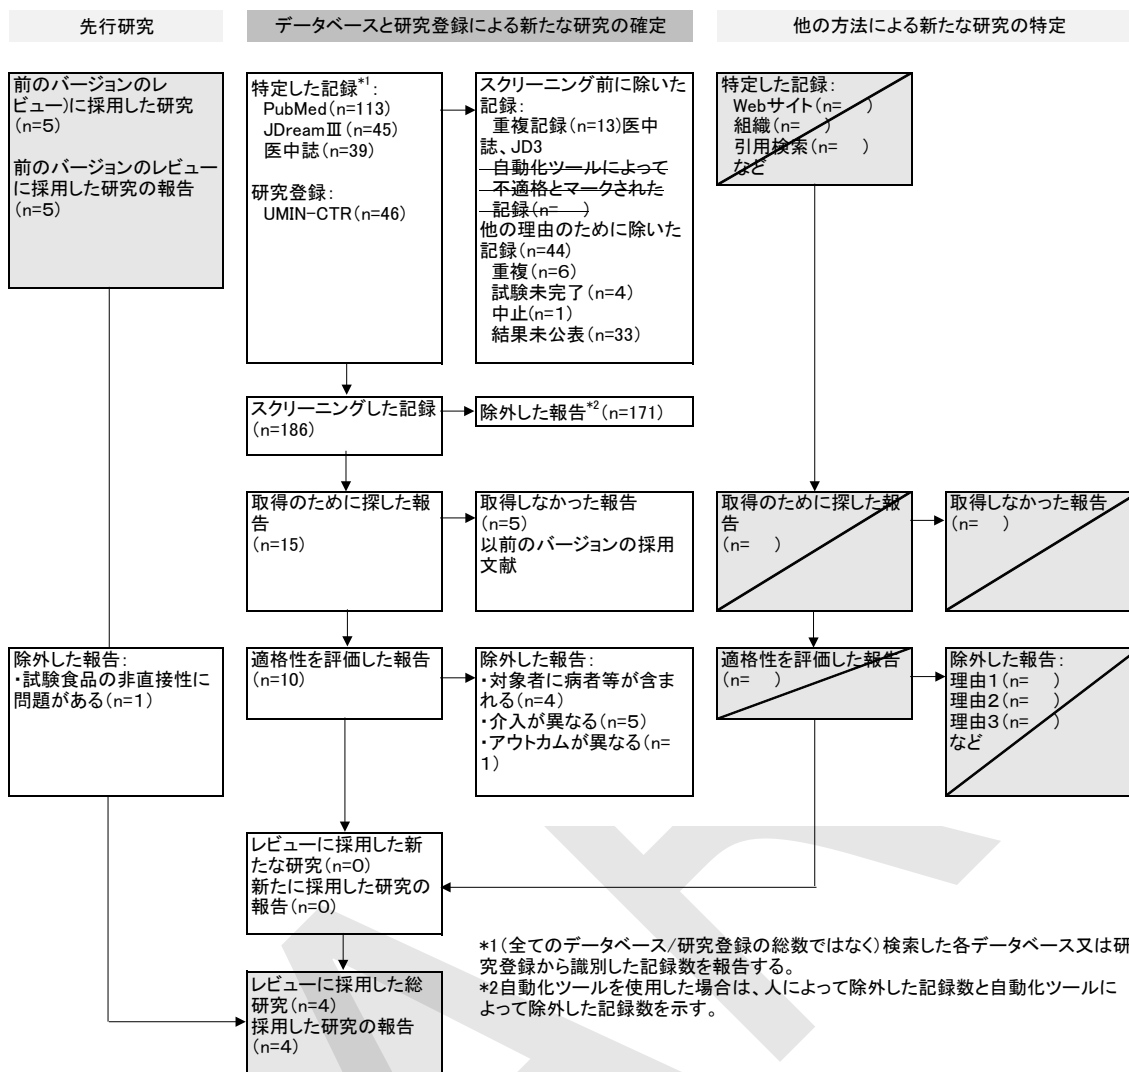 先行研究
データベースと研究登録による新たな研究の確定
他の方法による新たな研究の特定
前のバージョンのレ
ビュー)に採用した研究
(n=5)
前のバージョンのレビュー
に採用した研究の報告
(n=5)
特定した記録*1:
PubMed(n=113)
JDreamⅢ(n=45)
医中誌(n=39)
研究登録:
UMIN-CTR(n=46)
スクリーニング前に除いた
記録:
重複記録(n=13)医中
誌、JD3
自動化ツールによって
不適格とマークされた
記録(n= )
他の理由のために除いた
記録(n=44)
重複(n=6)
試験未完了(n=4)
中止(n=1)
結果未公表(n=33)
特定した記録:
Webサイト(n= )
組織(n= )
引用検索(n= )
など
スクリーニングした記録
(n=186)
除外した報告*2(n=171)
取得のために探した報
告
(n=15)
取得しなかった報告
(n=5)
以前のバージョンの採用
文献
取得のために探した報
告
(n= )
取得しなかった報告
(n= )
除外した報告:
・試験食品の非直接性に
問題がある(n=1)
適格性を評価した報告
(n=10)
除外した報告:
・対象者に病者等が含ま
れる(n=4)
・介入が異なる(n=5)
・アウトカムが異なる(n=
1)
適格性を評価した報告
(n= )
除外した報告:
理由1(n= )
理由2(n= )
理由3(n= )
など
レビューに採用した新
たな研究(n=0)
新たに採用した研究の
報告(n=0)
*1(全てのデータベース/研究登録の総数ではなく)検索した各データベース又は研
究登録から識別した記録数を報告する。
*2自動化ツールを使用した場合は、人によって除外した記録数と自動化ツールに
よって除外した記録数を示す。
レビューに採用した総
研究(n=4)
採用した研究の報告
(n=4)